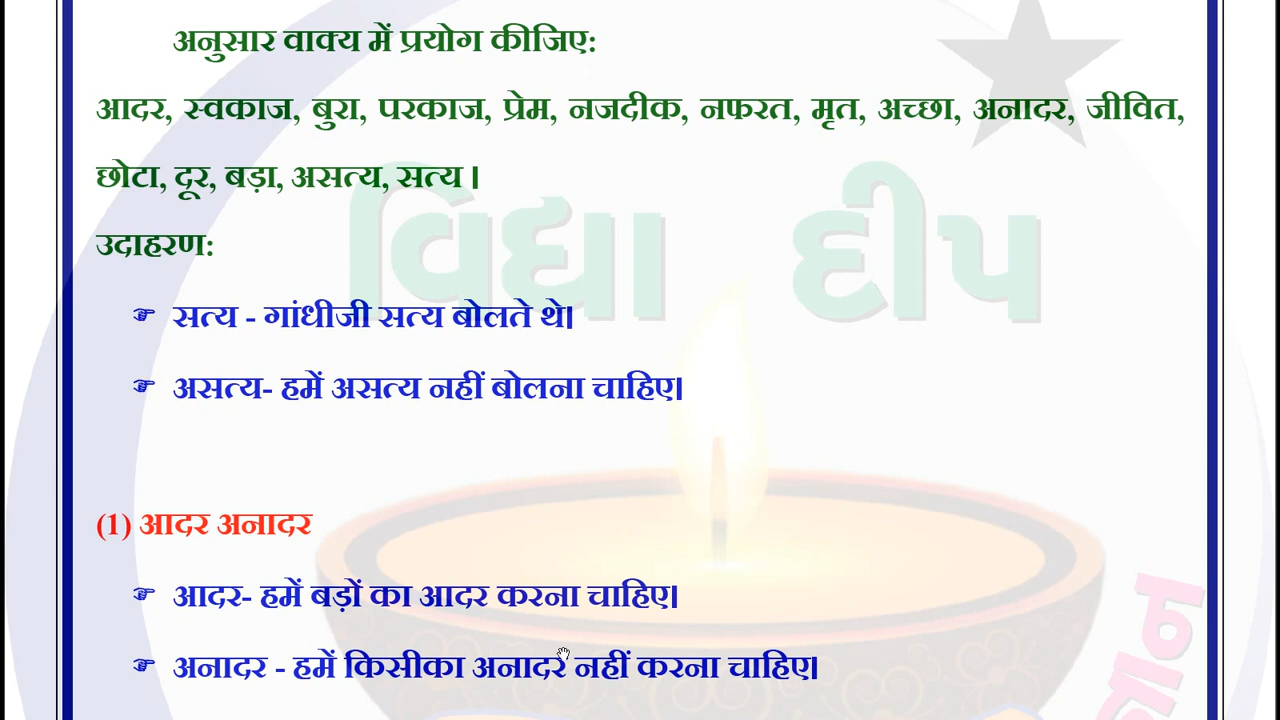 अनुसार वाक्य में प्रयोग कीजिए:
आदर, स्वकाज, बुरा, परकाज, प्रेम, नजदीक, नफरत, मृत, अच्छा, अनादर, जीवित,
छोटा, दूर, बड़ा, असत्य, सत्य ।
उदाहरण:
વિદ્યા દીપ
☞ सत्य - गांधीजी सत्य बोलते थे।
☞ असत्य- हमें असत्य नहीं बोलना चाहिए।
(1) आदर अनादर
☞ आदर- हमें बड़ों का आदर करना चाहिए।
☞ अनादर - हमें किसीका अनादर नहीं करना चाहिए।